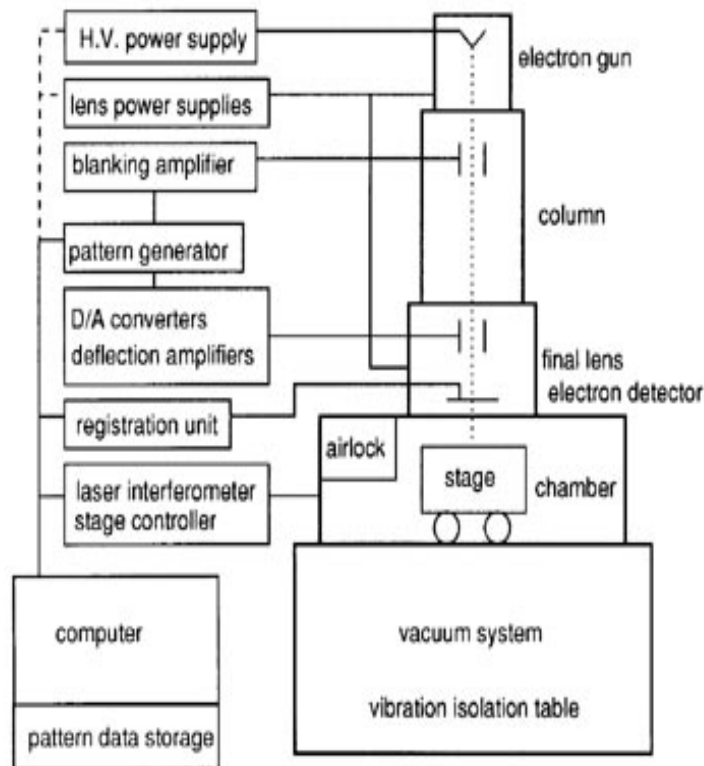 H.V. power supply
electron gun
lens power supplies
blanking amplifier
column
pattern generator
D/A converters
deflection amplifiers
final lens
electron detector
registration unit
airlock
stage
chamber
laser interferometer
stage controller
computer
vacuum system
vibration isolation table
pattern data storage